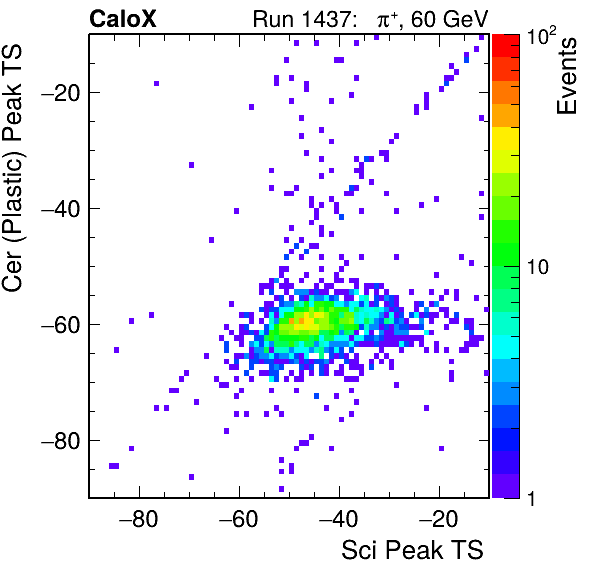 CaloX Run 1437: π⁺, 60 GeV
Cer (Plastic) Peak TS
−20
−40
−60
−80
−80 −60 −40 −20
Sci Peak TS
10²
10
1
Events